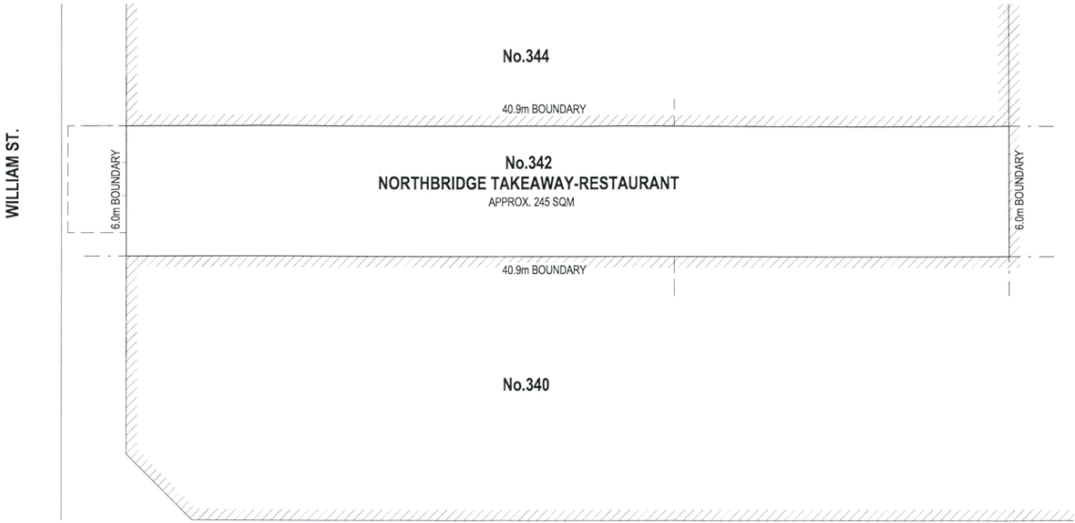 No.344
40.9m BOUNDARY
WILLIAM ST.
6.0m BOUNDARY
No.342
NORTHBRIDGE TAKEAWAY-RESTAURANT
APPROX. 245 SQM
6.0m BOUNDARY
40.9m BOUNDARY
No.340